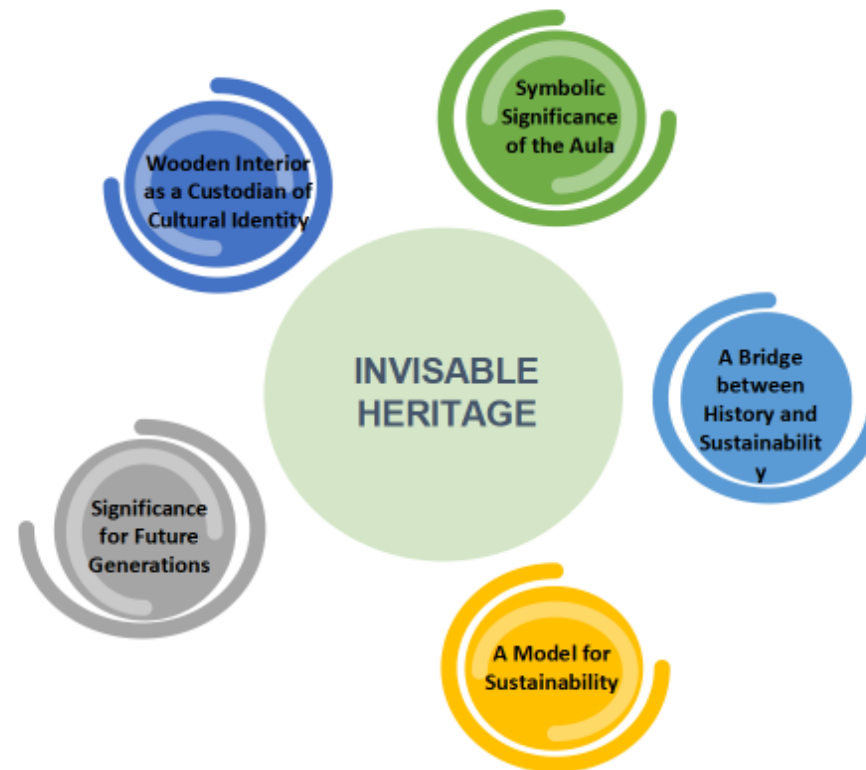 Symbolic
Significance
of the Aula
Wooden Interior
as a Custodian of
Cultural Identity
INVISABLE
HERITAGE
A Bridge
between
History and
Sustainabilit
y
Significance
for Future
Generations
A Model for
Sustainability